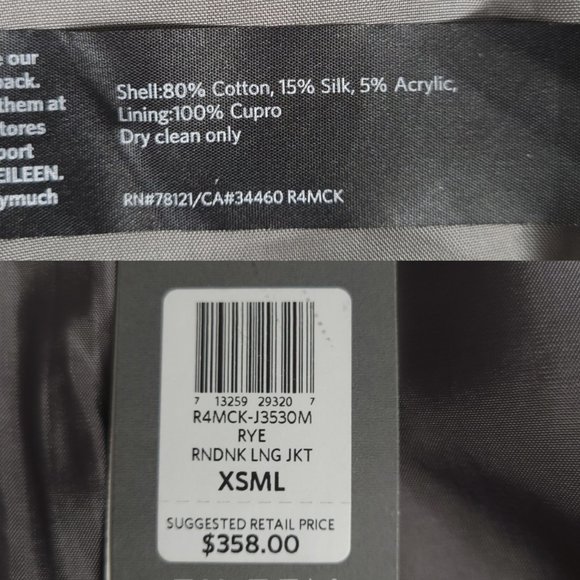 our
back.
them at
tores
port
EILEEN.
ymuch
Shell:80% Cotton, 15% Silk, 5% Acrylic,
Lining:100% Cupro
Dry clean only
RN#78121/CA#34460 R4MCK
7 13259 29320 7
R4MCK-J3530M
RYE
RNDNK LNG JKT
XSML
SUGGESTED RETAIL PRICE
$358.00